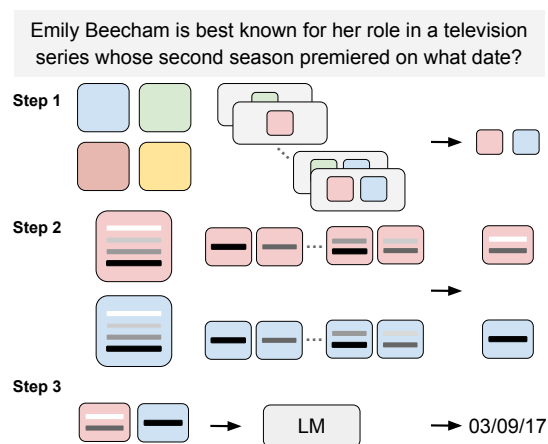 Emily Beecham is best known for her role in a television
series whose second season premiered on what date?
Step 1
Step 2
Step 3
LM
03/09/17